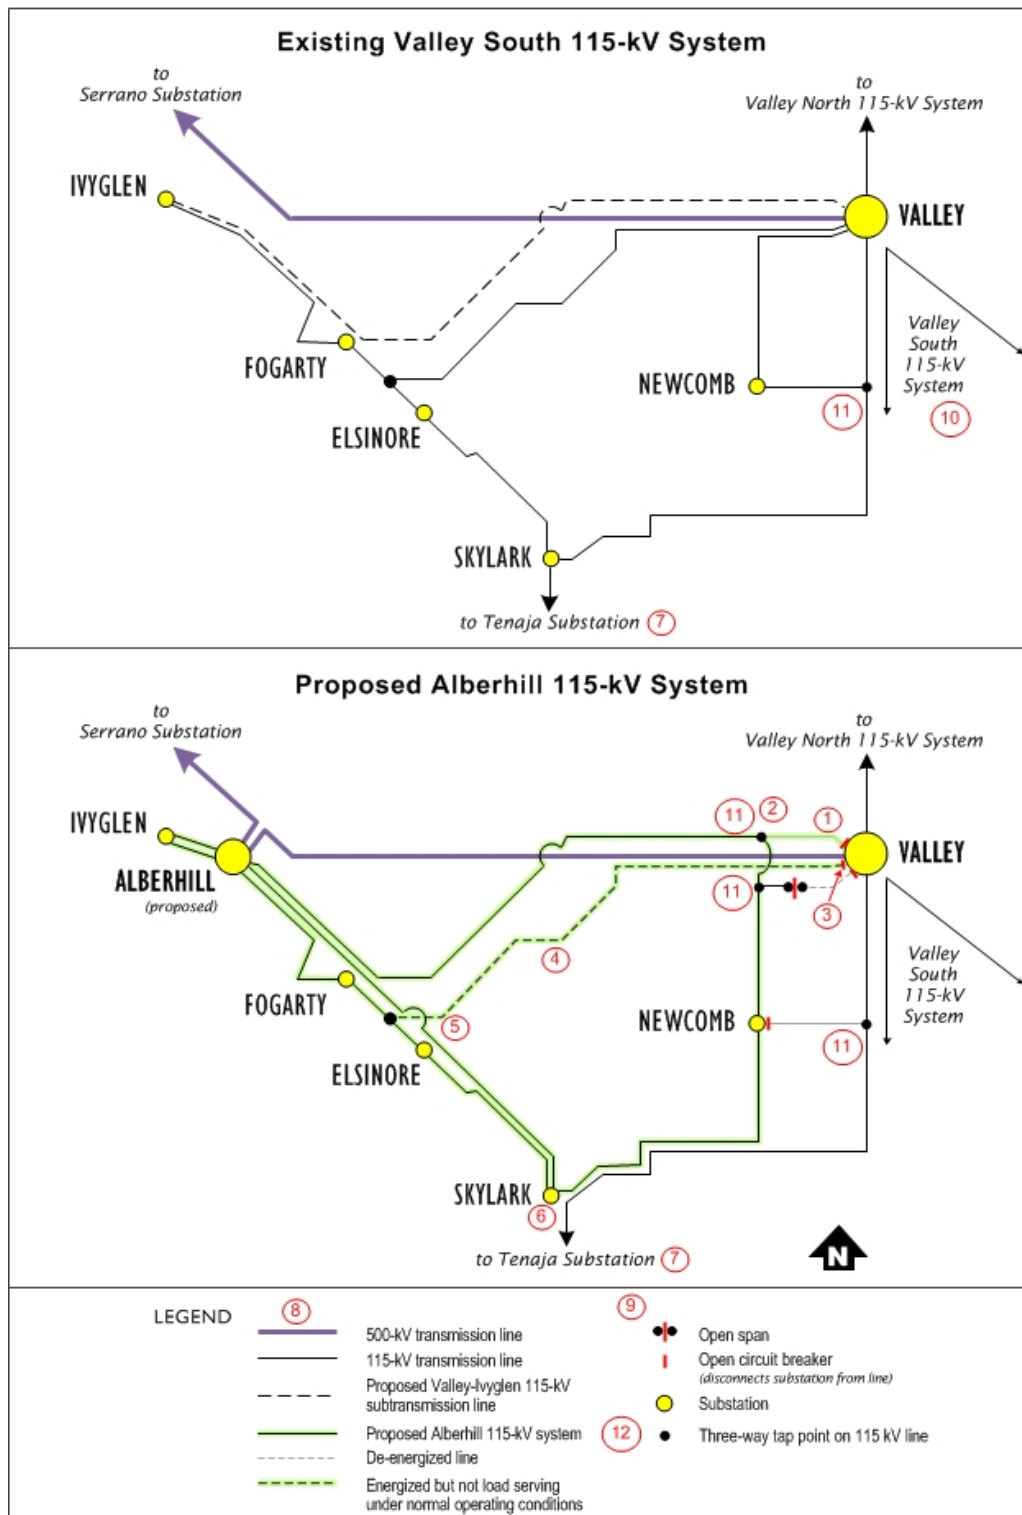 Existing Valley South 115-kV System
to
Serrano Substation
to
Valley North 115-kV System
IVYGLEN
VALLEY
Valley
South
115-kV
System
10
FOGARTY
NEWCOMB
11
ELSINORE
SKYLARK
to Tenaja Substation 7
Proposed Alberhill 115-kV System
to
Serrano Substation
to
Valley North 115-kV System
IVYGLEN
11
2
1
VALLEY
ALBERHILL
(proposed)
11
3
4
Valley
South
115-kV
System
FOGARTY
5
NEWCOMB
11
ELSINORE
SKYLARK
6
to Tenaja Substation 7
N
LEGEND
8
500-kV transmission line
115-kV transmission line
Proposed Valley-Ivyglen 115-kV
subtransmission line
Proposed Alberhill 115-kV system
De-energized line
Energized but not load serving
under normal operating conditions
9
Open span
Open circuit breaker
(disconnects substation from line)
Substation
12
Three-way tap point on 115 kV line